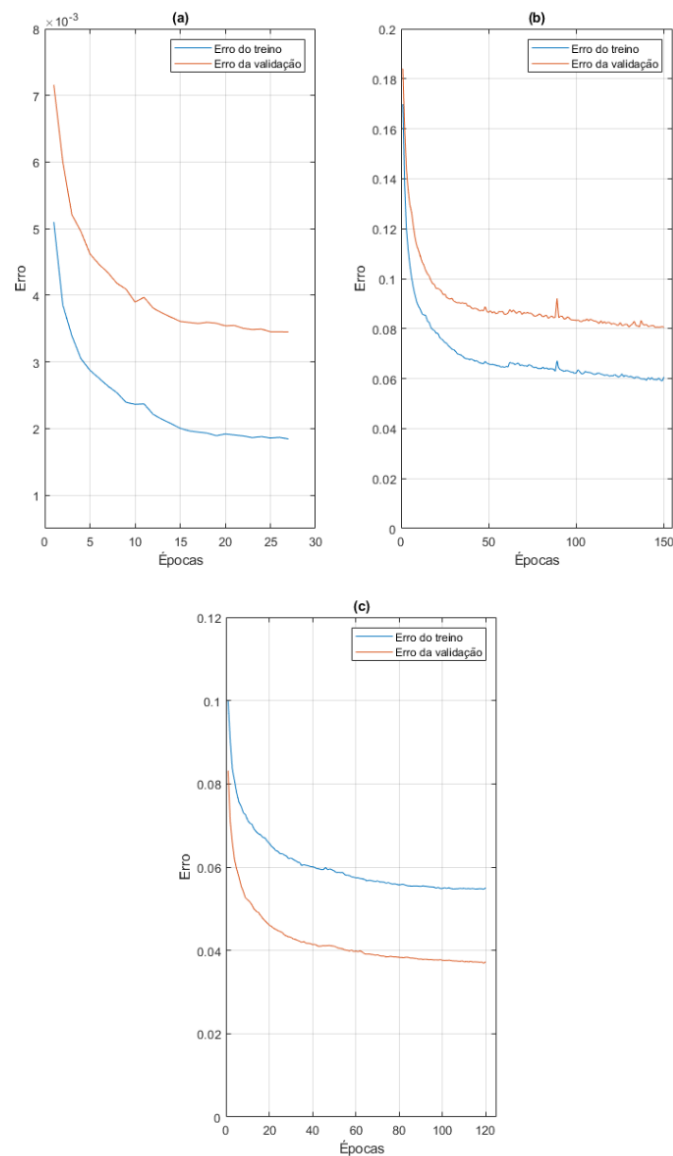 (a)
× 10⁻³
8
7
6
5
4
3
2
1
0 5 10 15 20 25 30
Erro
Épocas
Erro do treino
Erro da validação
(b)
0.2
0.18
0.16
0.14
0.12
0.1
0.08
0.06
0.04
0.02
0
0 50 100 150
Erro
Épocas
Erro do treino
Erro da validação
(c)
0.12
0.1
0.08
0.06
0.04
0.02
0
0 20 40 60 80 100 120
Erro
Épocas
Erro do treino
Erro da validação